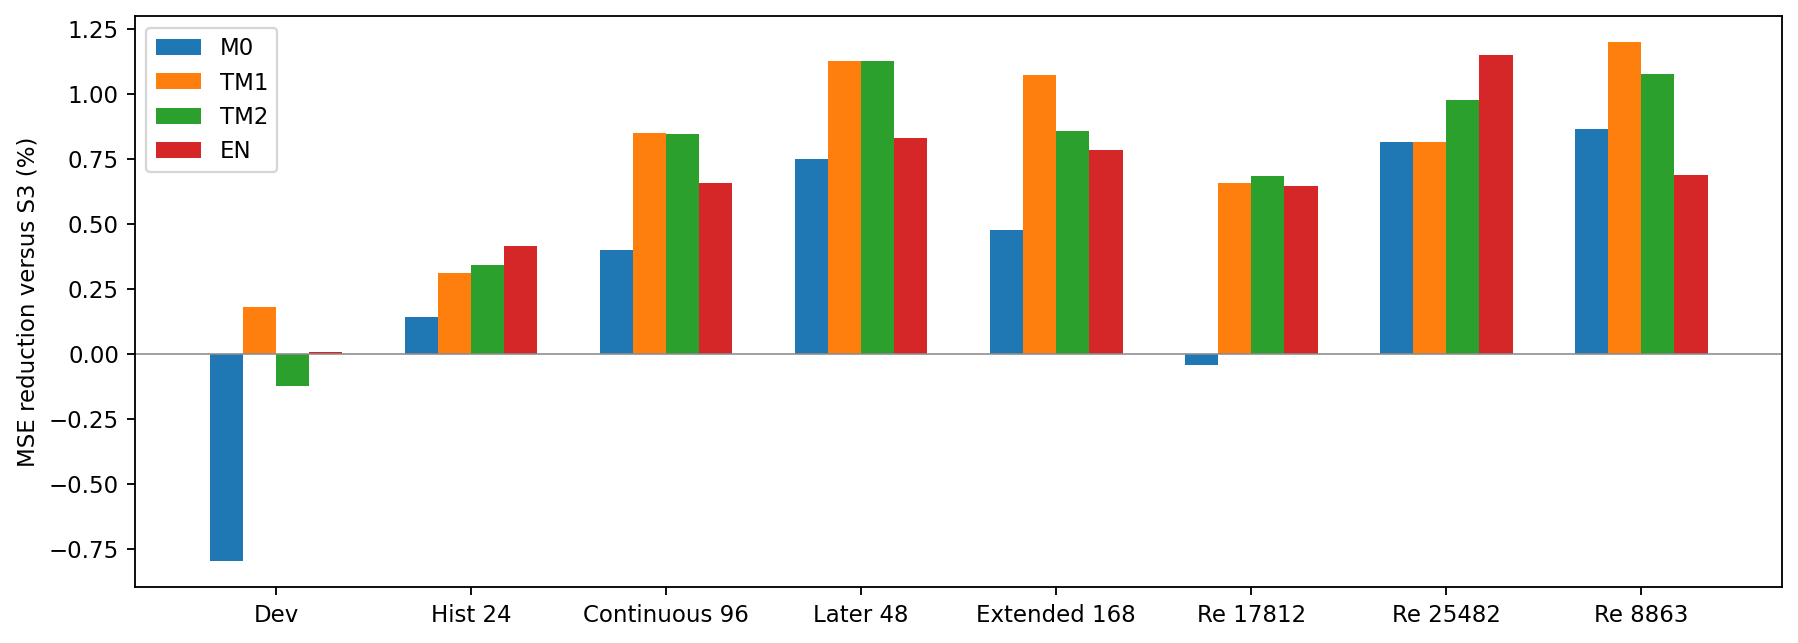 MSE reduction versus S3 (%)
1.25
1.00
0.75
0.50
0.25
0.00
−0.25
−0.50
−0.75
M0
TM1
TM2
EN
Dev
Hist 24
Continuous 96
Later 48
Extended 168
Re 17812
Re 25482
Re 8863